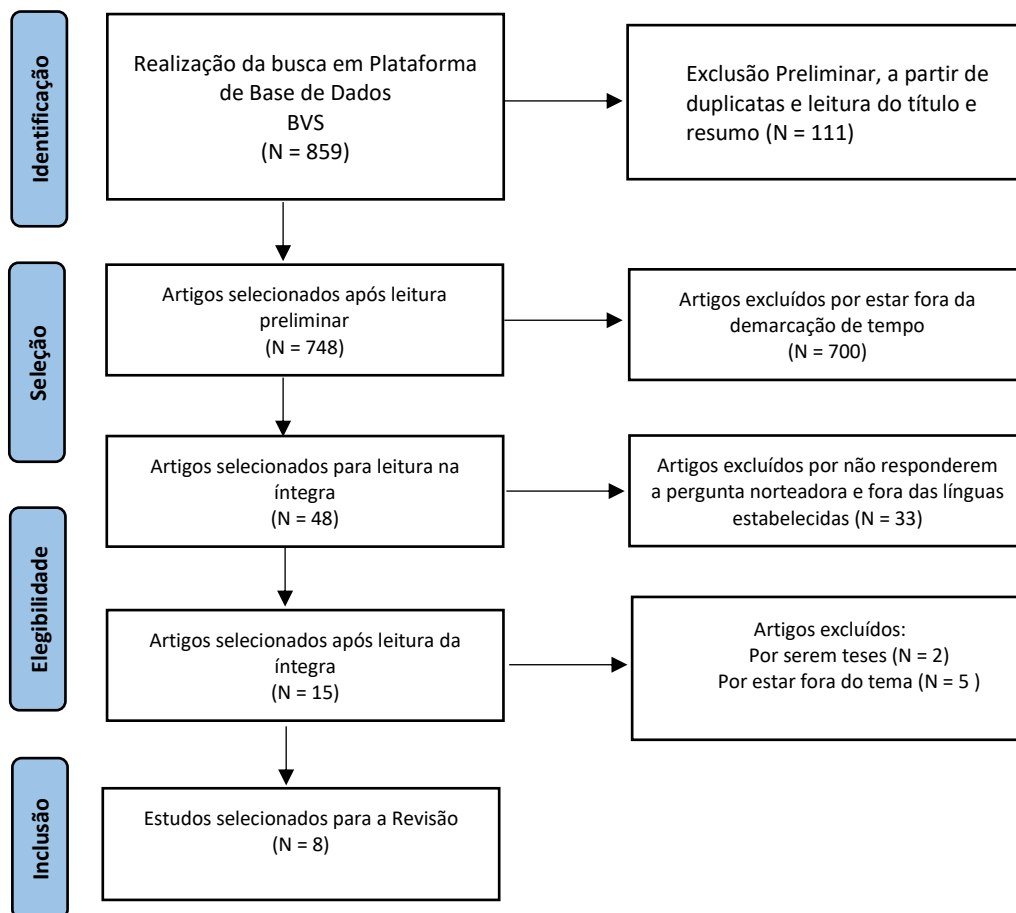 Identificação
Realização da busca em Plataforma
de Base de Dados
BVS
(N = 859)
Exclusão Preliminar, a partir de
duplicatas e leitura do título e
resumo (N = 111)
Seleção
Artigos selecionados após leitura
preliminar
(N = 748)
Artigos excluídos por estar fora da
demarcação de tempo
(N = 700)
Artigos selecionados para leitura na
íntegra
(N = 48)
Artigos excluídos por não responderem
a pergunta norteadora e fora das línguas
estabelecidas (N = 33)
Elegibilidade
Artigos selecionados após leitura da
íntegra
(N = 15)
Artigos excluídos:
Por serem teses (N = 2)
Por estar fora do tema (N = 5 )
Inclusão
Estudos selecionados para a Revisão
(N = 8)